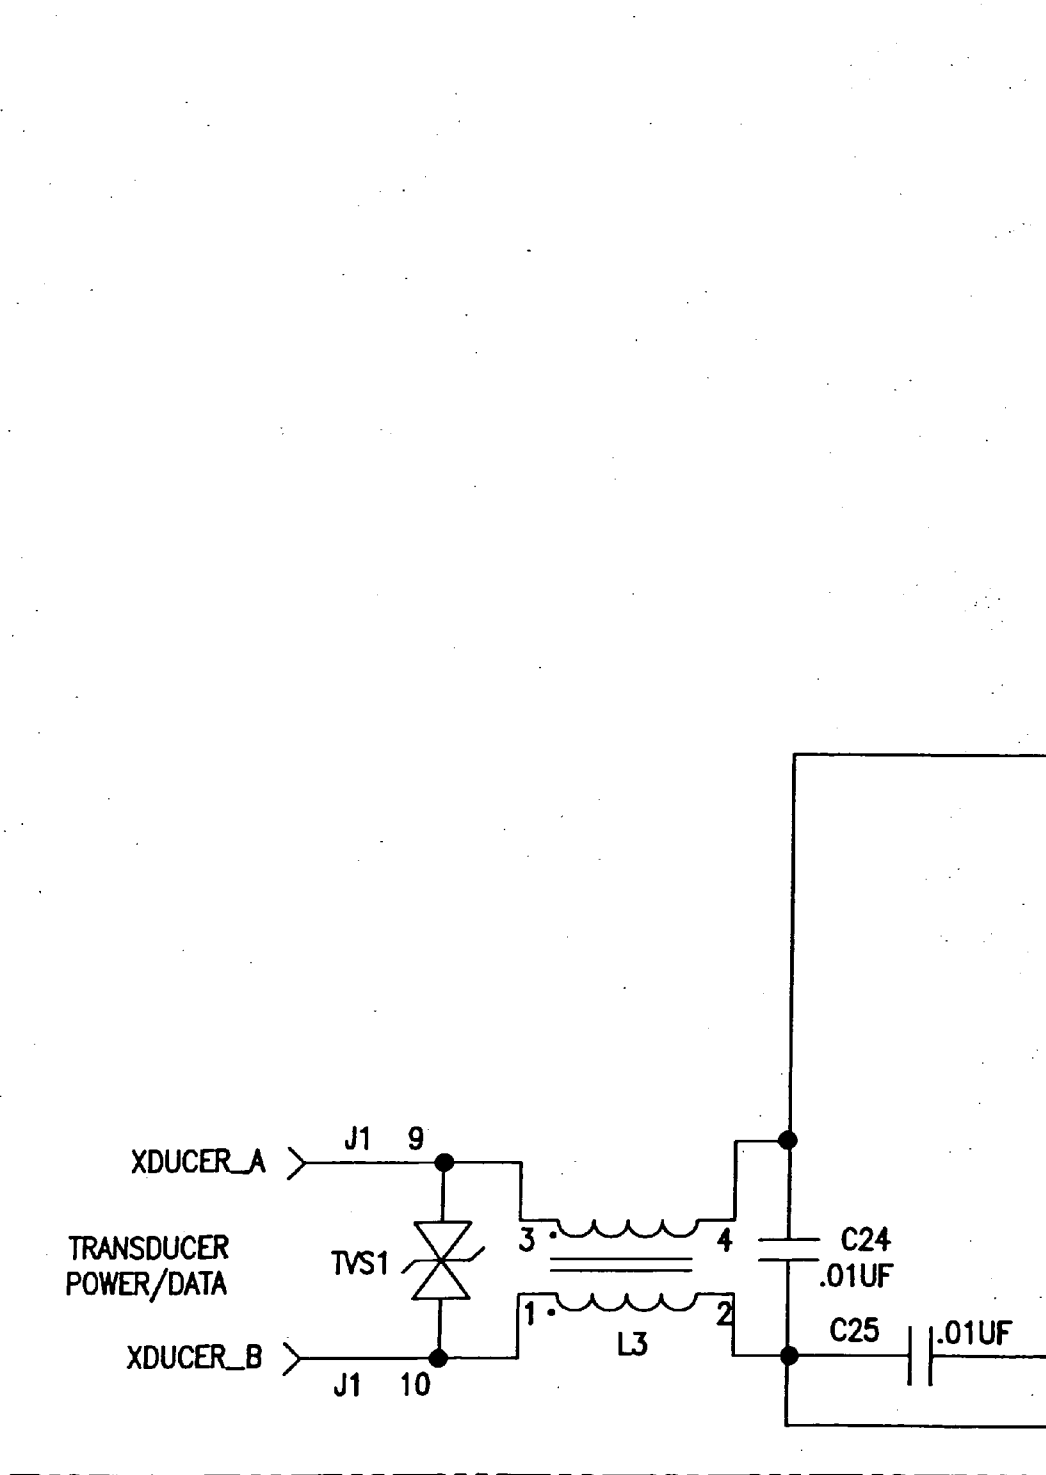 J1 9
XDUCER_A
3 4
C24
.01UF
TRANSDUCER
POWER/DATA
TVS1
1 2
L3
C25 .01UF
XDUCER_B
J1 10